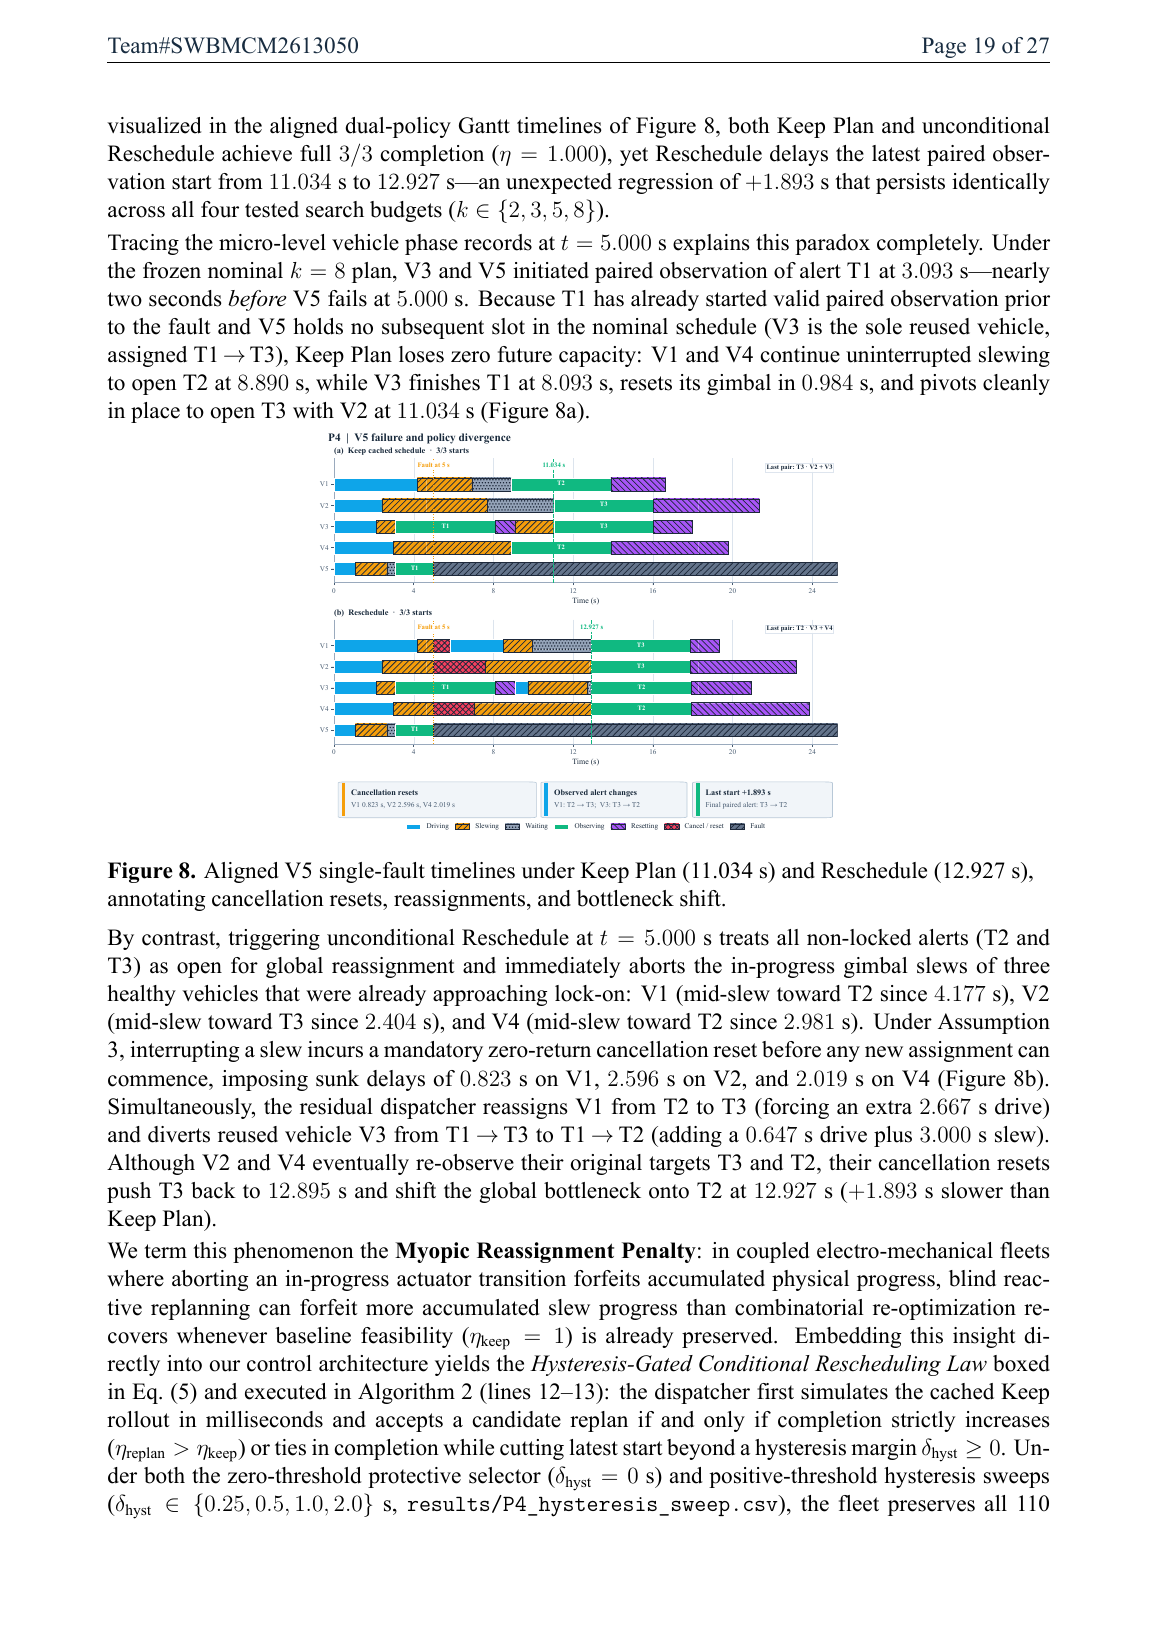 Team#SWBMCM2613050
Page 19 of 27
visualized in the aligned dual-policy Gantt timelines of Figure 8, both Keep Plan and unconditional
Reschedule achieve full 3/3 completion (η = 1.000), yet Reschedule delays the latest paired obser-
vation start from 11.034 s to 12.927 s—an unexpected regression of +1.893 s that persists identically
across all four tested search budgets (k ∈ {2, 3, 5, 8}).
Tracing the micro-level vehicle phase records at t = 5.000 s explains this paradox completely. Under
the frozen nominal k = 8 plan, V3 and V5 initiated paired observation of alert T1 at 3.093 s—nearly
two seconds before V5 fails at 5.000 s. Because T1 has already started valid paired observation prior
to the fault and V5 holds no subsequent slot in the nominal schedule (V3 is the sole reused vehicle,
assigned T1 → T3), Keep Plan loses zero future capacity: V1 and V4 continue uninterrupted slewing
to open T2 at 8.890 s, while V3 finishes T1 at 8.093 s, resets its gimbal in 0.984 s, and pivots cleanly
in place to open T3 with V2 at 11.034 s (Figure 8a).
P4 | V5 failure and policy divergence
(a) Keep cached schedule · 3/3 starts
Fault at 5 s
11.034 s
Last pair: T3 · V2 + V3
V1
T2
V2
T3
V3
T1
T3
V4
T2
V5
T1
0 4 8 12 16 20 24
Time (s)
(b) Reschedule · 3/3 starts
Fault at 5 s
12.927 s
Last pair: T2 · V3 + V4
V1
T3
V2
T3
V3
T1
T2
V4
T2
V5
T1
0 4 8 12 16 20 24
Time (s)
Cancellation resets
V1 0.823 s, V2 2.596 s, V4 2.019 s
Observed alert changes
V1: T2 → T3; V3: T3 → T2
Last start +1.893 s
Final paired alert: T3 → T2
Driving Slewing Waiting Observing Resetting Cancel / reset Fault
Figure 8. Aligned V5 single-fault timelines under Keep Plan (11.034 s) and Reschedule (12.927 s),
annotating cancellation resets, reassignments, and bottleneck shift.
By contrast, triggering unconditional Reschedule at t = 5.000 s treats all non-locked alerts (T2 and
T3) as open for global reassignment and immediately aborts the in-progress gimbal slews of three
healthy vehicles that were already approaching lock-on: V1 (mid-slew toward T2 since 4.177 s), V2
(mid-slew toward T3 since 2.404 s), and V4 (mid-slew toward T2 since 2.981 s). Under Assumption
3, interrupting a slew incurs a mandatory zero-return cancellation reset before any new assignment can
commence, imposing sunk delays of 0.823 s on V1, 2.596 s on V2, and 2.019 s on V4 (Figure 8b).
Simultaneously, the residual dispatcher reassigns V1 from T2 to T3 (forcing an extra 2.667 s drive)
and diverts reused vehicle V3 from T1 → T3 to T1 → T2 (adding a 0.647 s drive plus 3.000 s slew).
Although V2 and V4 eventually re-observe their original targets T3 and T2, their cancellation resets
push T3 back to 12.895 s and shift the global bottleneck onto T2 at 12.927 s (+1.893 s slower than
Keep Plan).
We term this phenomenon the Myopic Reassignment Penalty: in coupled electro-mechanical fleets
where aborting an in-progress actuator transition forfeits accumulated physical progress, blind reac-
tive replanning can forfeit more accumulated slew progress than combinatorial re-optimization re-
covers whenever baseline feasibility (ηkeep = 1) is already preserved. Embedding this insight di-
rectly into our control architecture yields the Hysteresis-Gated Conditional Rescheduling Law boxed
in Eq. (5) and executed in Algorithm 2 (lines 12–13): the dispatcher first simulates the cached Keep
rollout in milliseconds and accepts a candidate replan if and only if completion strictly increases
(ηreplan > ηkeep) or ties in completion while cutting latest start beyond a hysteresis margin δhyst ≥ 0. Un-
der both the zero-threshold protective selector (δhyst = 0 s) and positive-threshold hysteresis sweeps
(δhyst ∈ {0.25, 0.5, 1.0, 2.0} s, results/P4_hysteresis_sweep.csv), the fleet preserves all 110